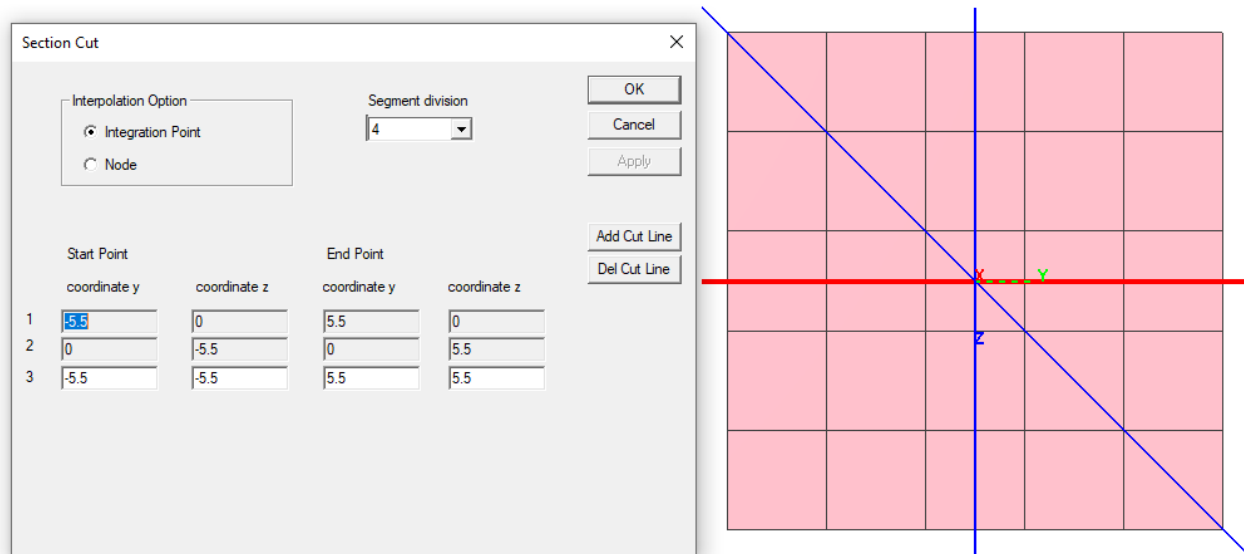 Section Cut
Interpolation Option
Integration Point
Node
Segment division
4
OK
Cancel
Apply
Add Cut Line
Del Cut Line
Start Point End Point
coordinate y coordinate z coordinate y coordinate z
1 -5.5 0 5.5 0
2 0 -5.5 0 5.5
3 -5.5 -5.5 5.5 5.5
X Y
Z